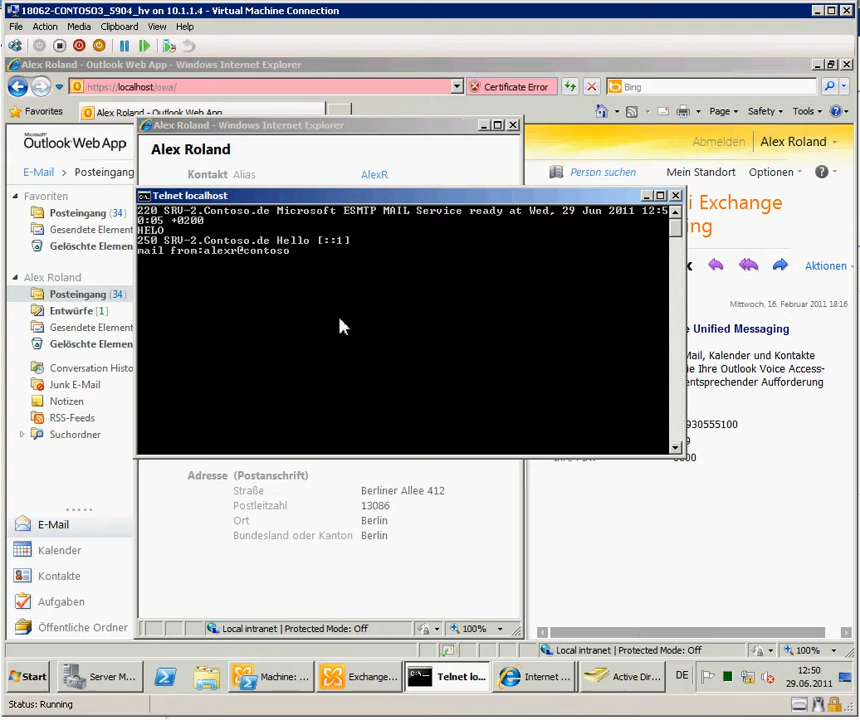 18062-CONTOSO3_5904_hv on 10.1.1.4 - Virtual Machine Connection
File Action Media Clipboard View Help
Alex Roland - Outlook Web App - Windows Internet Explorer
https://localhost/owa/
Certificate Error
Bing
Favorites
Alex Roland - Outlook Web App
Page
Safety
Tools
Microsoft
Outlook Web App
Alex Roland - Windows Internet Explorer
Abmelden
Alex Roland
Alex Roland
Kontakt Alias AlexR
E-Mail
Posteingang
Person suchen
Mein Standort
Optionen
Favoriten
Posteingang (34)
Gesendete Element
Gelöschte Elemen
Telnet localhost
220 SRV-2.Contoso.de Microsoft ESMTP MAIL Service ready at Wed, 29 Jun 2011 12:5
0:05 +0200
HELO
250 SRV-2.Contoso.de Hello [::1]
mail from:alexr@contoso
i Exchange
ing
k
Aktionen
Mittwoch, 16. Februar 2011 18:16
e Unified Messaging
Mail, Kalender und Kontakte
ie Ihre Outlook Voice Access-
entsprechender Aufforderung
930555100
9
Alex Roland
Posteingang (34)
Entwürfe [1]
Gesendete Element
Gelöschte Elemen
Conversation Histo
Junk E-Mail
Notizen
RSS-Feeds
Suchordner
Adresse (Postanschrift)
Straße Berliner Allee 412
Postleitzahl 13086
Ort Berlin
Bundesland oder Kanton Berlin
E-Mail
Kalender
Kontakte
Aufgaben
Öffentliche Ordner
Local intranet | Protected Mode: Off
100%
Local intranet | Protected Mode: Off
100%
Start
Server M...
Machine: ...
Exchange...
Telnet lo...
Internet ...
Active Dir...
DE
12:50
29.06.2011
Status: Running